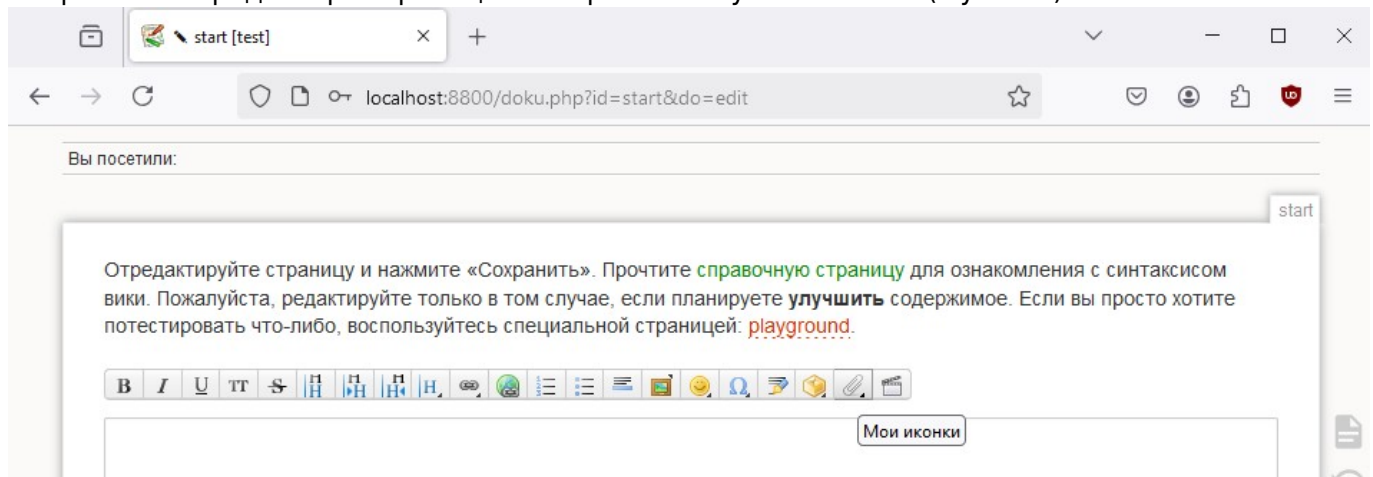 start [test]
localhost:8800/doku.php?id=start&do=edit
Вы посетили:
start
Отредактируйте страницу и нажмите «Сохранить». Прочтите справочную страницу для ознакомления с синтаксисом
вики. Пожалуйста, редактируйте только в том случае, если планируете улучшить содержимое. Если вы просто хотите
потестировать что-либо, воспользуйтесь специальной страницей: playground.
B I U TT S H H H H Ω
Мои иконки